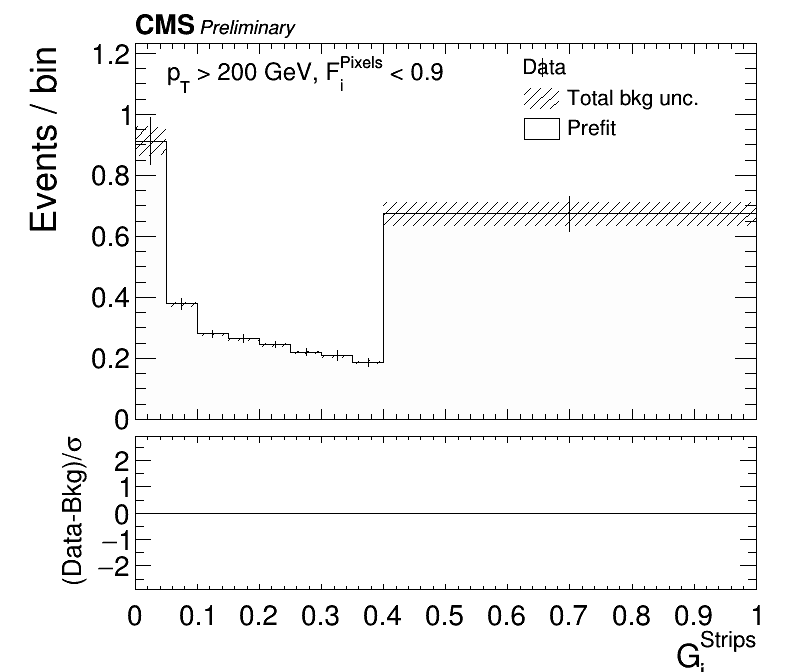 CMS Preliminary
p_T > 200 GeV, F_i^Pixels < 0.9
Data
Total bkg unc.
Prefit
Events / bin
1.2
1
0.8
0.6
0.4
0.2
0
(Data-Bkg)/σ
2
1
0
−1
−2
0 0.1 0.2 0.3 0.4 0.5 0.6 0.7 0.8 0.9 1
G_i^Strips